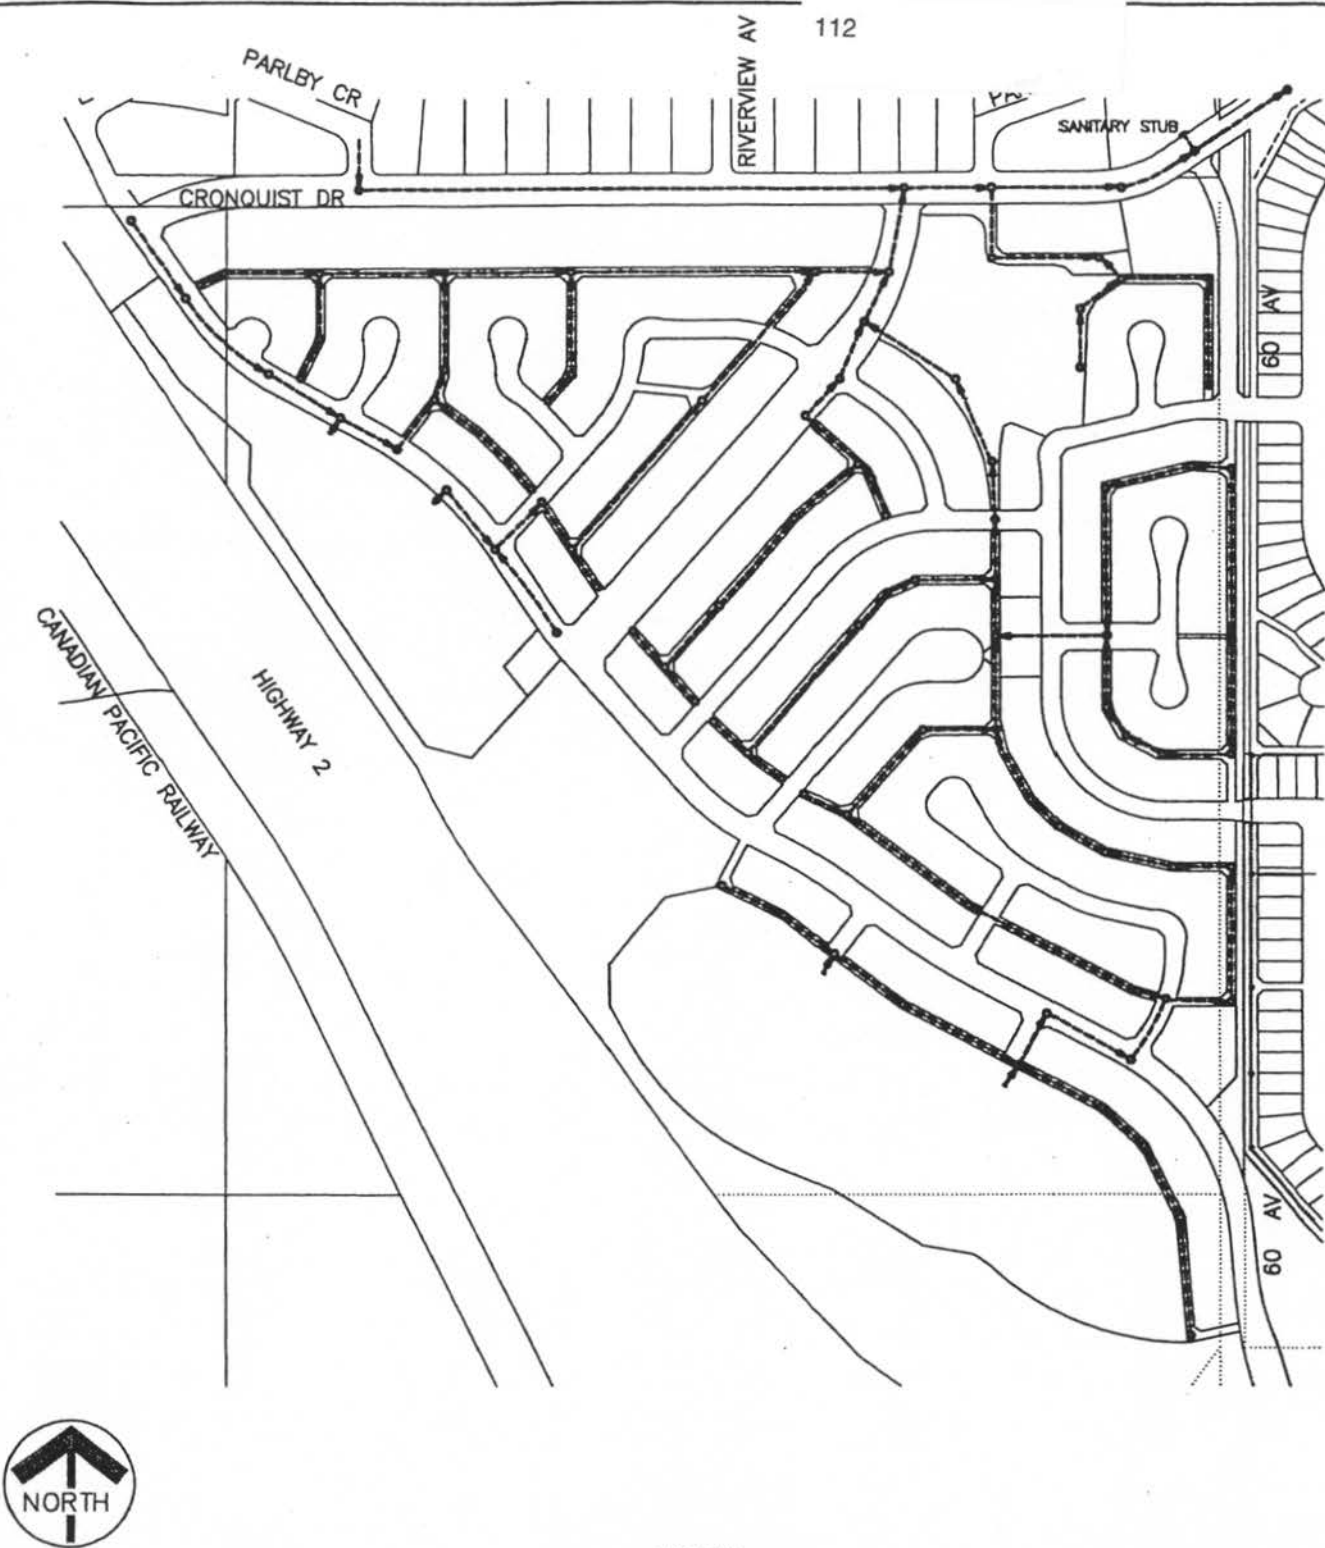 112
RIVERVIEW AV
PARLBY CR
SANITARY STUB
CRONQUIST DR
60 AV
CANADIAN PACIFIC RAILWAY
HIGHWAY 2
60 AV
NORTH